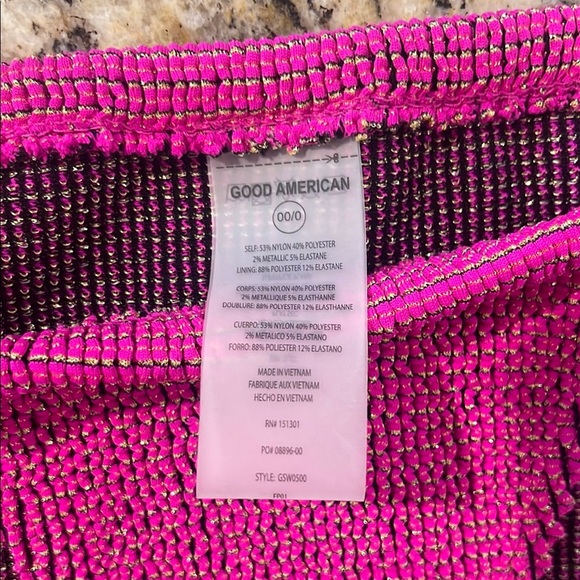 GOOD AMERICAN
00/0
SELF: 53% NYLON 40% POLYESTER
2% METALLIC 5% ELASTANE
LINING: 88% POLYESTER 12% ELASTANE
CORPS: 53% NYLON 40% POLYESTER
2% METALLIQUE 5% ELASTHANNE
DOUBLURE: 88% POLYESTER 12% ELASTHANNE
CUERPO: 53% NYLON 40% POLYESTER
2% METALICO 5% ELASTANO
FORRO: 88% POLIESTER 12% ELASTANO
MADE IN VIETNAM
FABRIQUE AUX VIETNAM
HECHO EN VIETNAM
RN# 151301
PO# 08896-00
STYLE: GSW0500
EP01